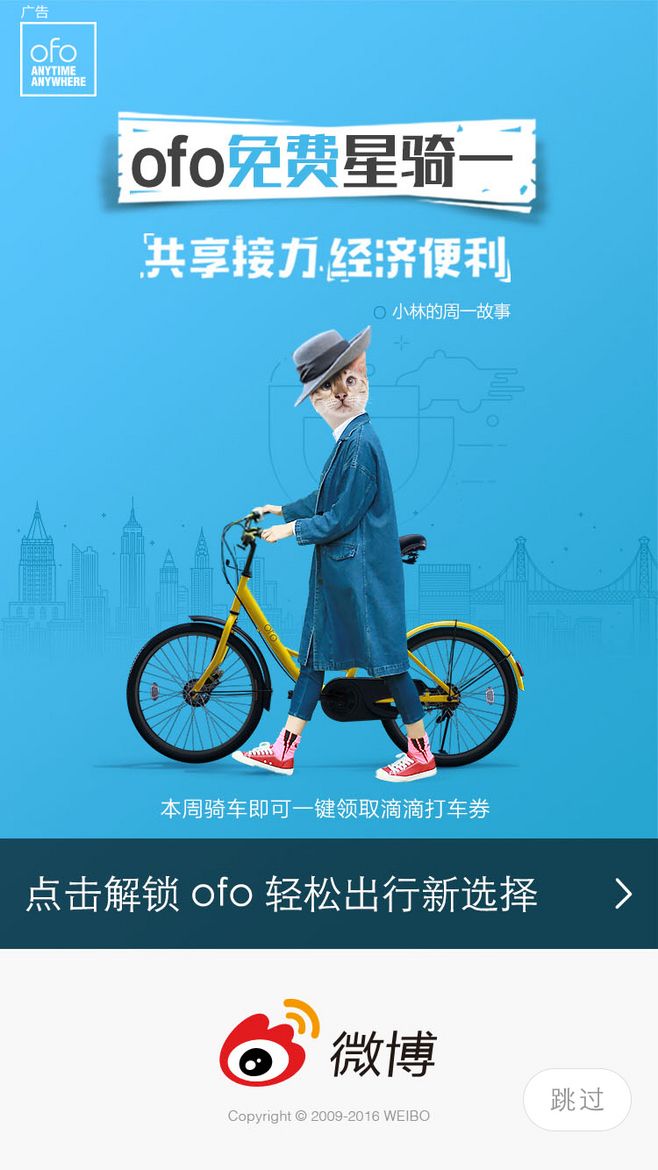 广告
ofo
ANYTIME
ANYWHERE
ofo免费星骑一
「共享接力.经济便利」
小林的周一故事
ofo
本周骑车即可一键领取滴滴打车券
点击解锁 ofo 轻松出行新选择
微博
Copyright © 2009-2016 WEIBO
跳过